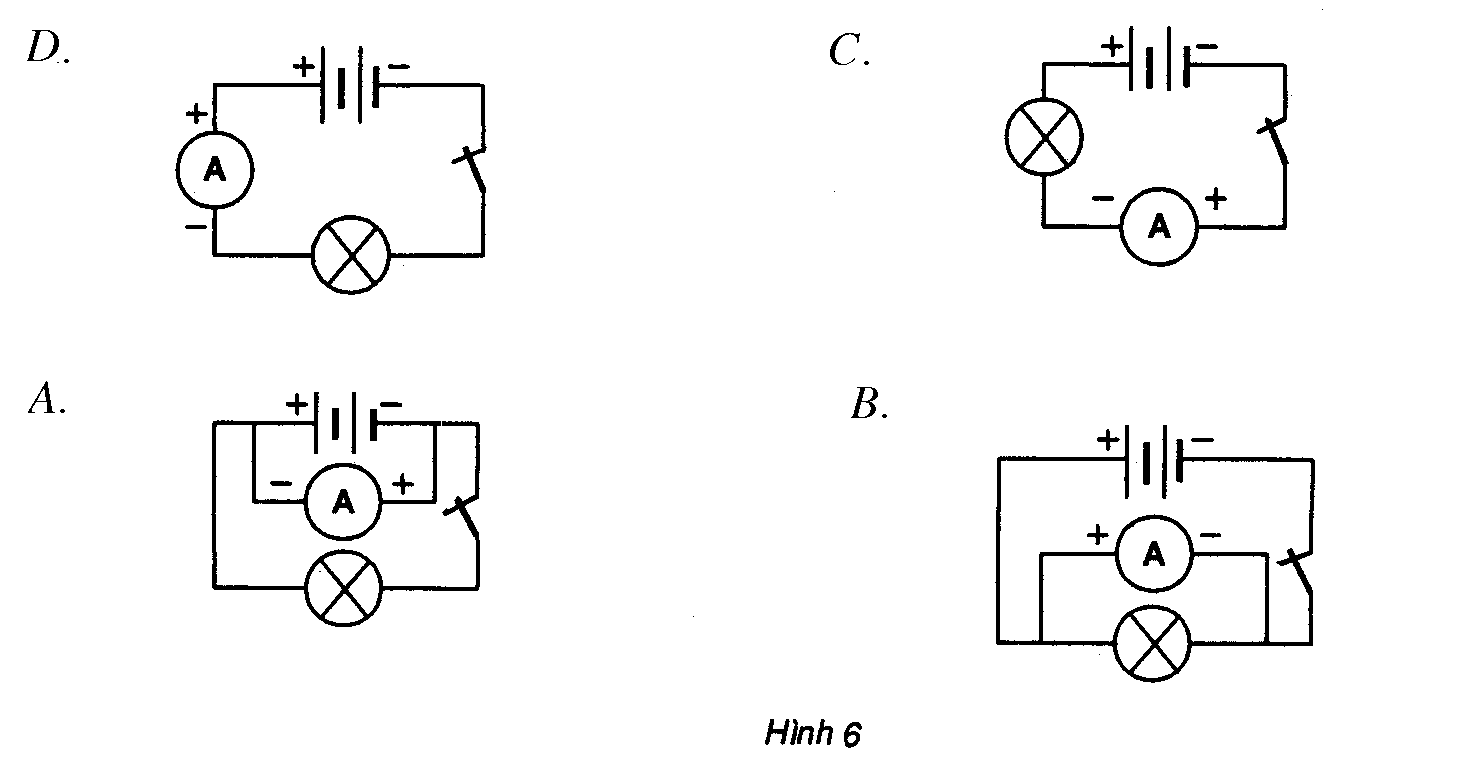 D.
+ −
+
A
−
C.
+ −
− A +
A.
+ −
− A +
B.
+ −
+ A −
Hình 6